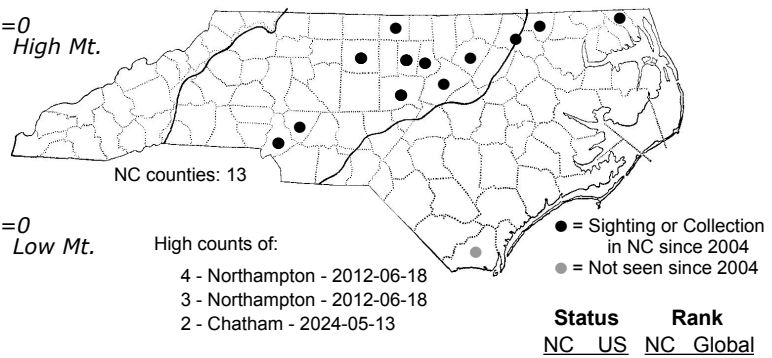 =0
High Mt.
NC counties: 13
=0
Low Mt.
High counts of:
4 - Northampton - 2012-06-18
3 - Northampton - 2012-06-18
2 - Chatham - 2024-05-13
= Sighting or Collection
in NC since 2004
= Not seen since 2004
Status Rank
NC US NC Global